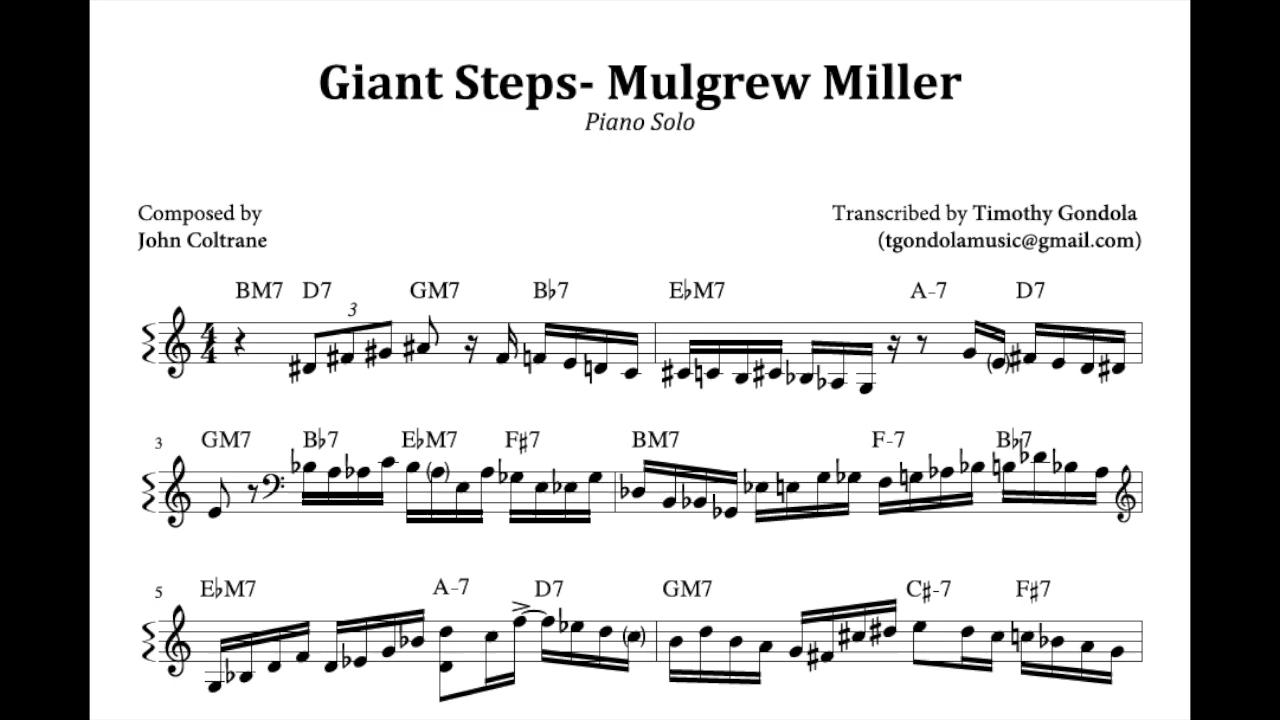 Giant Steps- Mulgrew Miller
Piano Solo
Composed by
John Coltrane
Transcribed by Timothy Gondola
(tgondolamusic@gmail.com)
BM7 D7 GM7 B♭7 E♭M7 A-7 D7
3
4
4
3
GM7 B♭7 E♭M7 F♯7 BM7 F-7 B♭7
5
E♭M7 A-7 D7 GM7 C♯-7 F♯7